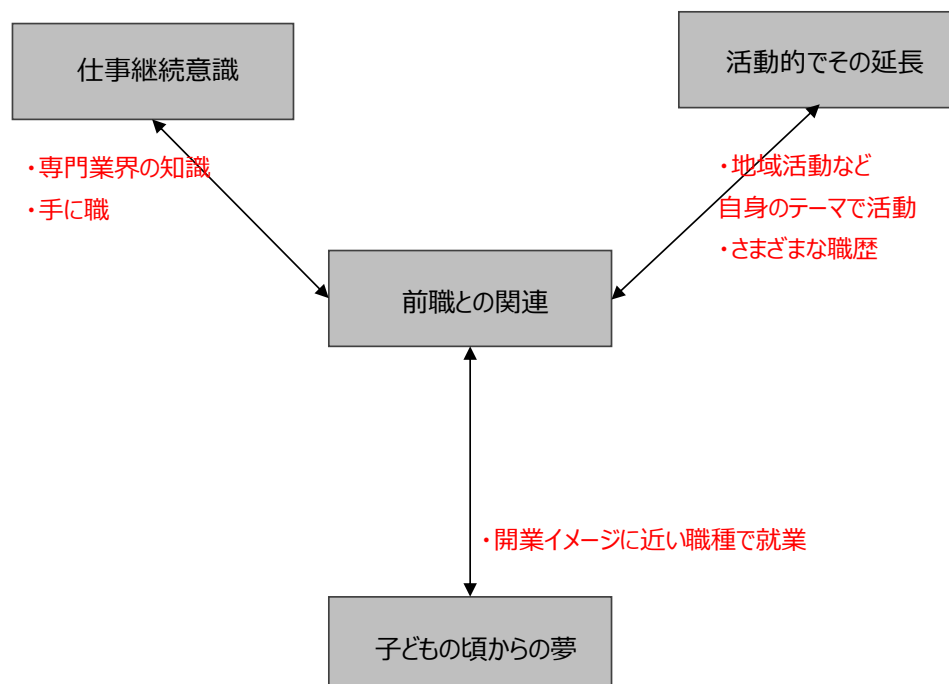 仕事継続意識
活動的でその延長
・専門業界の知識
・手に職
・地域活動など
自身のテーマで活動
・さまざまな職歴
前職との関連
・開業イメージに近い職種で就業
子どもの頃からの夢